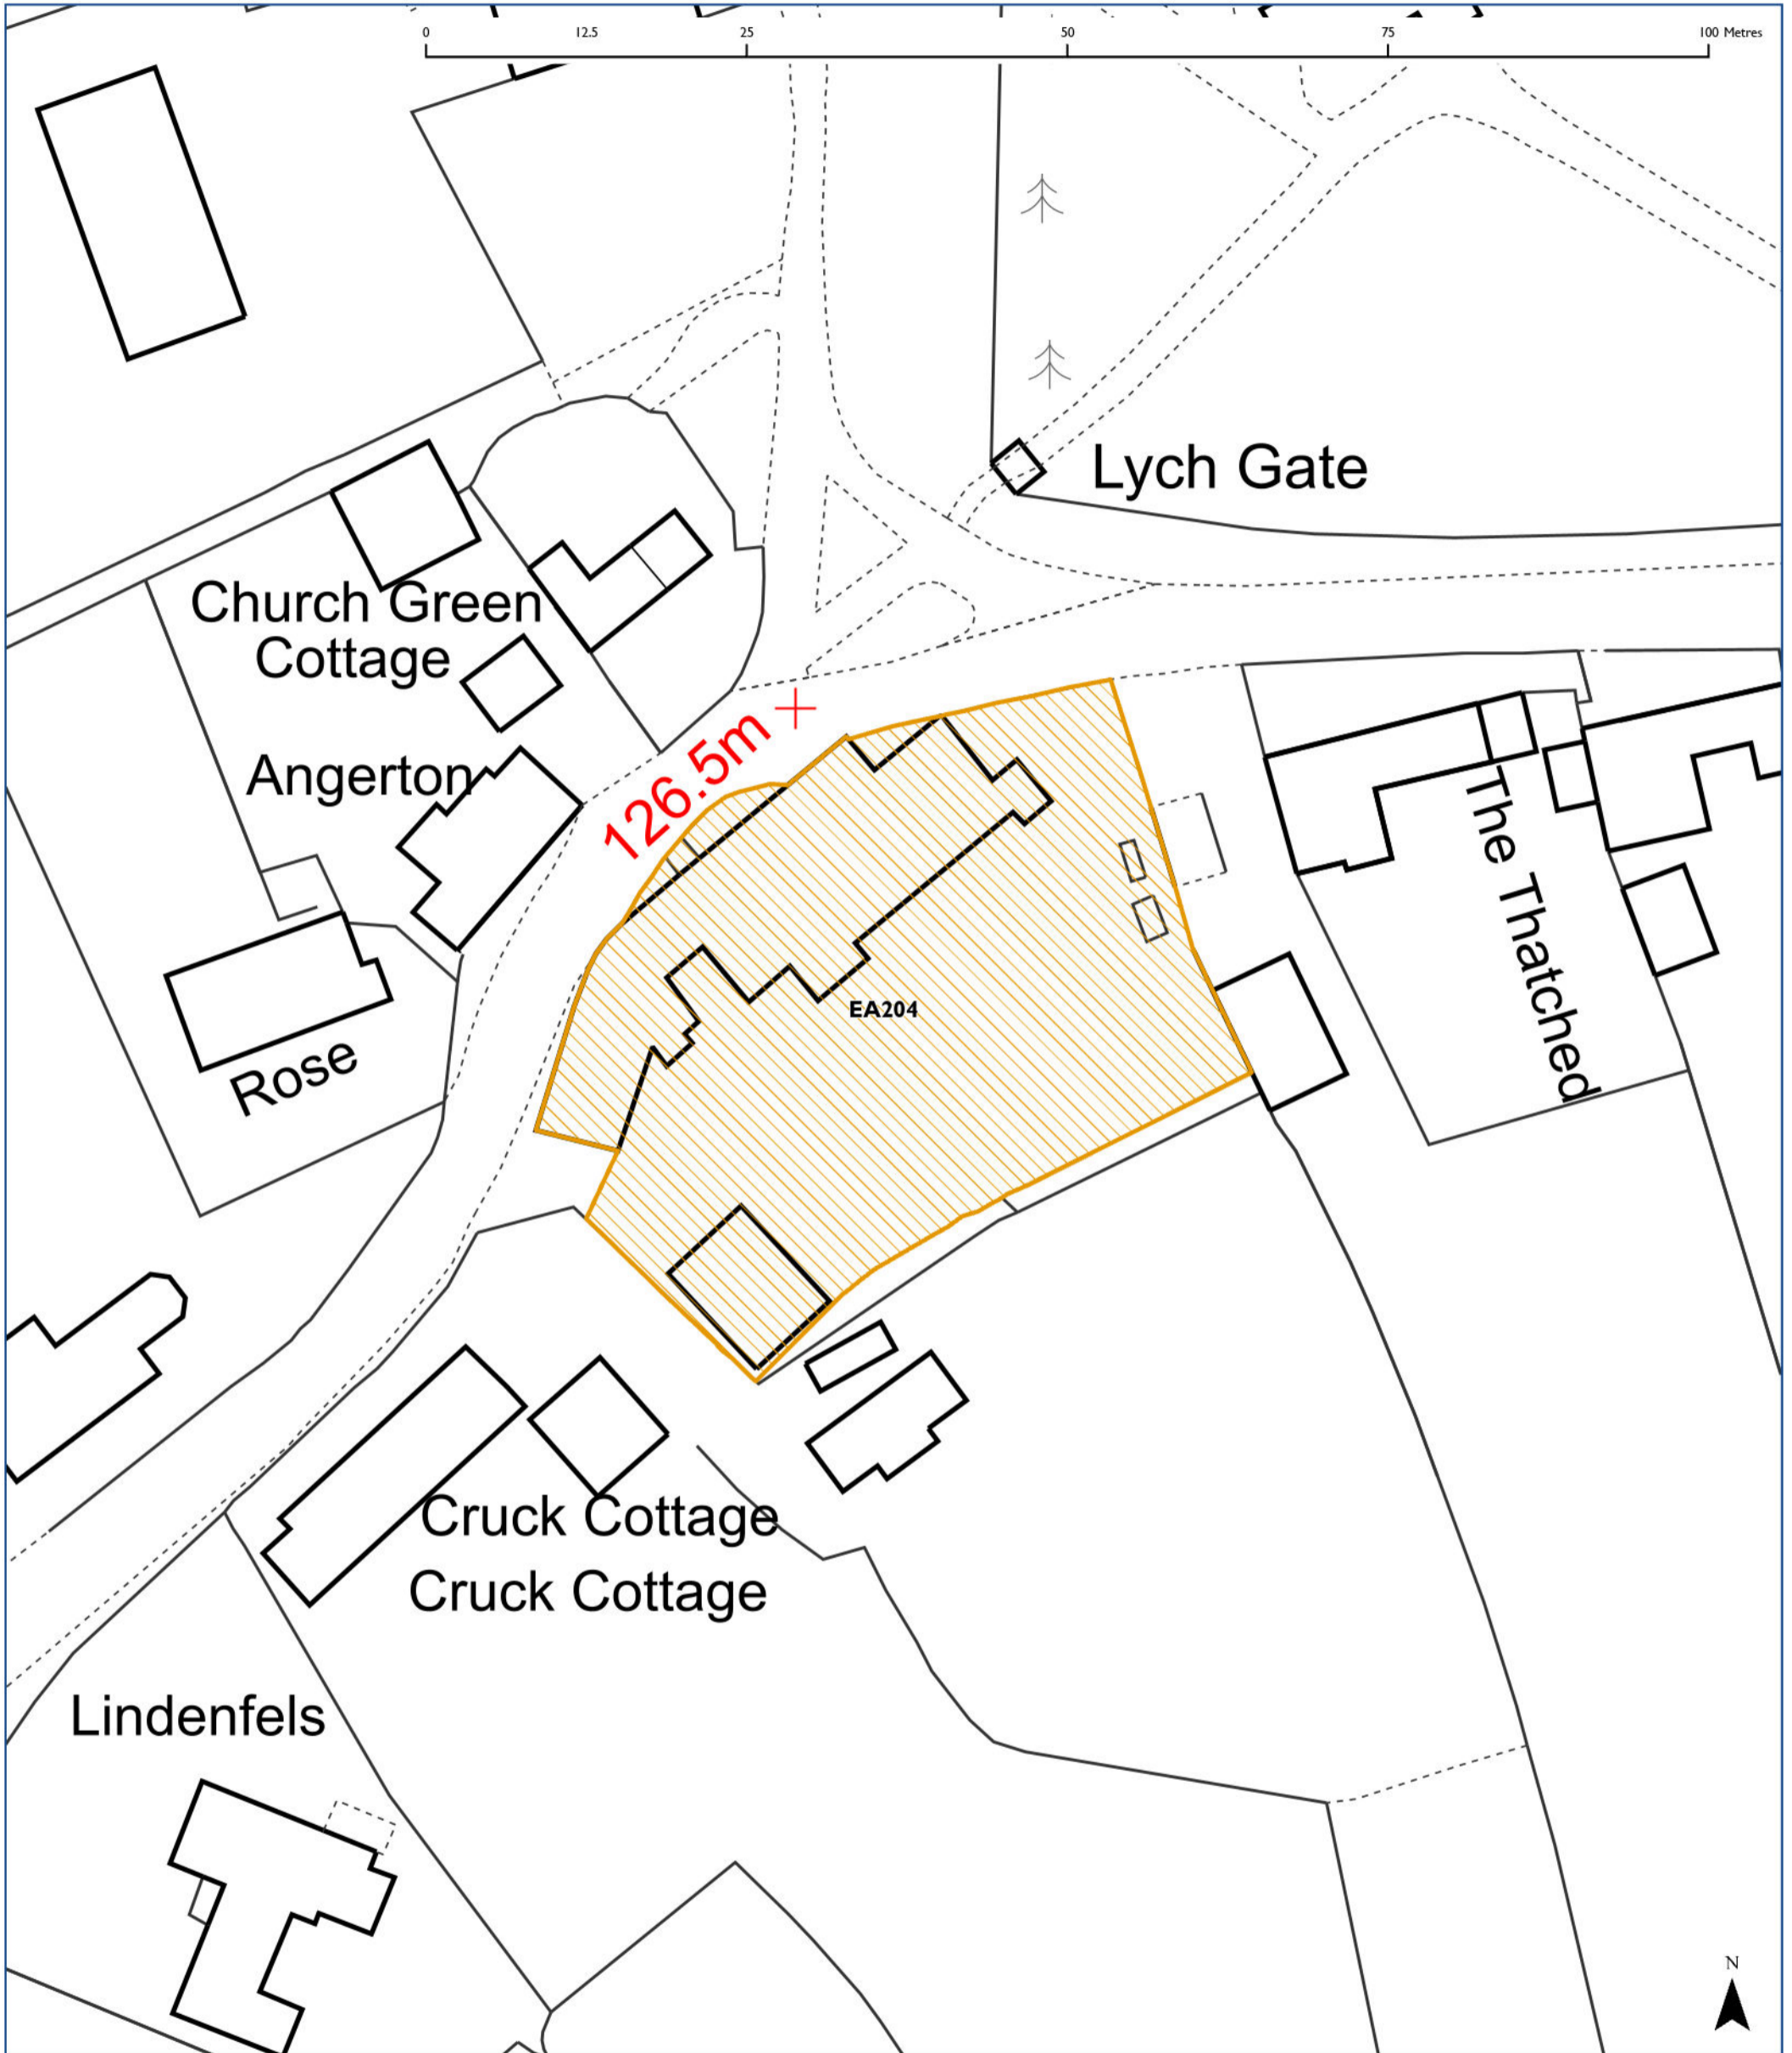 0 12.5 25 50 75 100 Metres
Lych Gate
Church Green
Cottage
126.5m
Angerton
The Thatched
EA204
Rose
Cruck Cottage
Cruck Cottage
Lindenfels
N